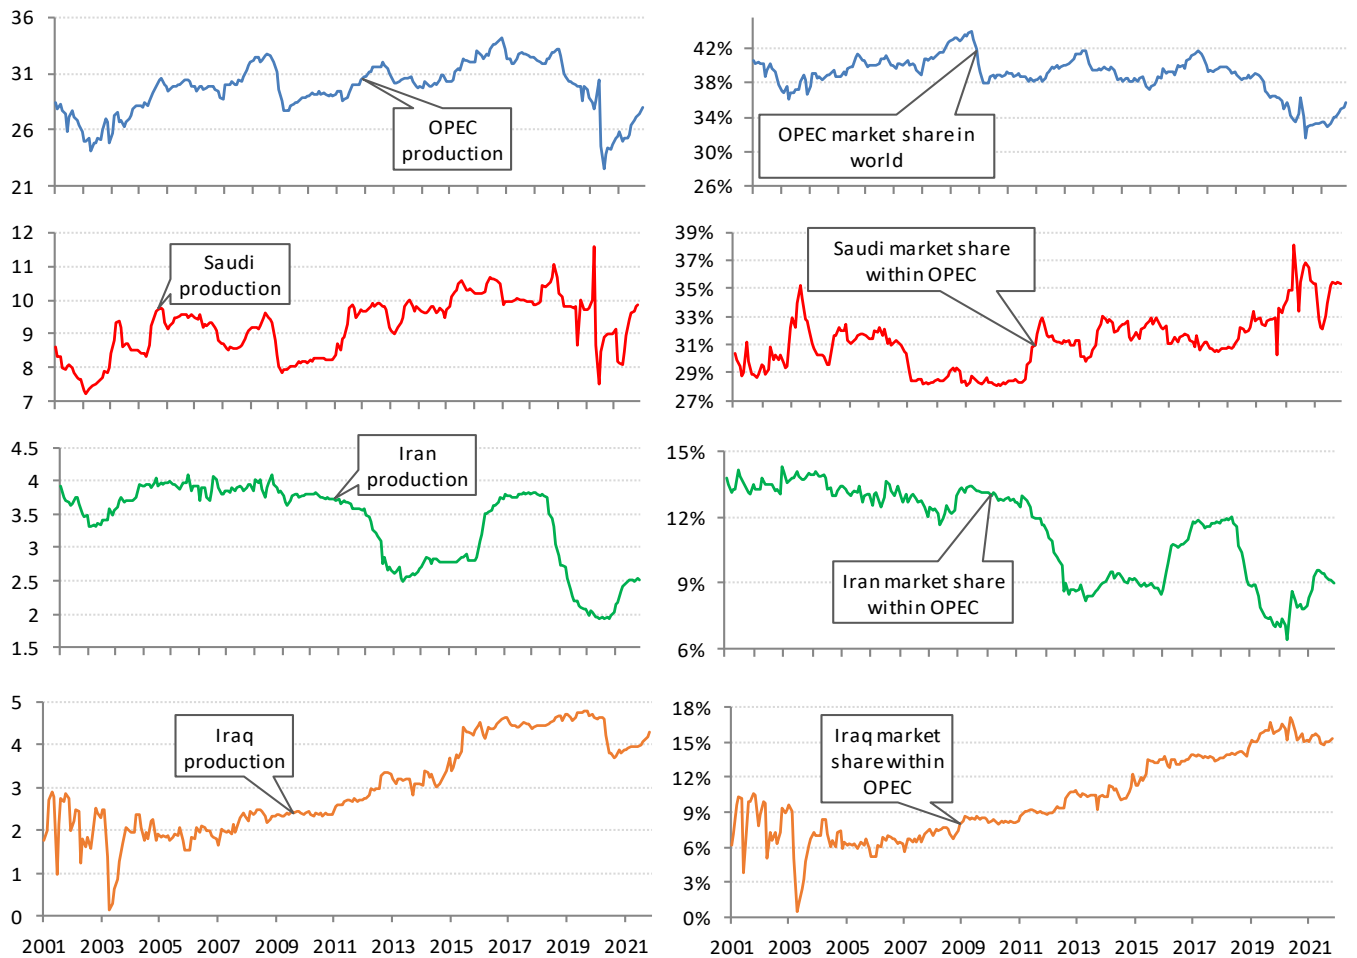 36
31
26
21
OPEC
production
42%
38%
34%
30%
26%
OPEC market share in
world
12
11
10
9
8
7
Saudi
production
39%
37%
35%
33%
31%
29%
27%
Saudi market share
within OPEC
4.5
4
3.5
3
2.5
2
1.5
Iran
production
15%
12%
9%
6%
Iran market share
within OPEC
5
4
3
2
1
0
Iraq
production
2001 2003 2005 2007 2009 2011 2013 2015 2017 2019 2021
18%
15%
12%
9%
6%
3%
0%
Iraq market
share within
OPEC
2001 2003 2005 2007 2009 2011 2013 2015 2017 2019 2021